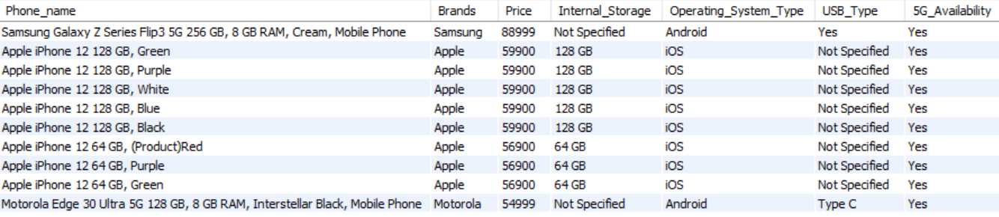 Phone_name Brands Price Internal_Storage Operating_System_Type USB_Type 5G_Availability
Samsung Galaxy Z Series Flip3 5G 256 GB, 8 GB RAM, Cream, Mobile Phone Samsung 88999 Not Specified Android Yes Yes
Apple iPhone 12 128 GB, Green Apple 59900 128 GB iOS Not Specified Yes
Apple iPhone 12 128 GB, Purple Apple 59900 128 GB iOS Not Specified Yes
Apple iPhone 12 128 GB, White Apple 59900 128 GB iOS Not Specified Yes
Apple iPhone 12 128 GB, Blue Apple 59900 128 GB iOS Not Specified Yes
Apple iPhone 12 128 GB, Black Apple 59900 128 GB iOS Not Specified Yes
Apple iPhone 12 64 GB, (Product)Red Apple 56900 64 GB iOS Not Specified Yes
Apple iPhone 12 64 GB, Purple Apple 56900 64 GB iOS Not Specified Yes
Apple iPhone 12 64 GB, Green Apple 56900 64 GB iOS Not Specified Yes
Motorola Edge 30 Ultra 5G 128 GB, 8 GB RAM, Interstellar Black, Mobile Phone Motorola 54999 Not Specified Android Type C Yes